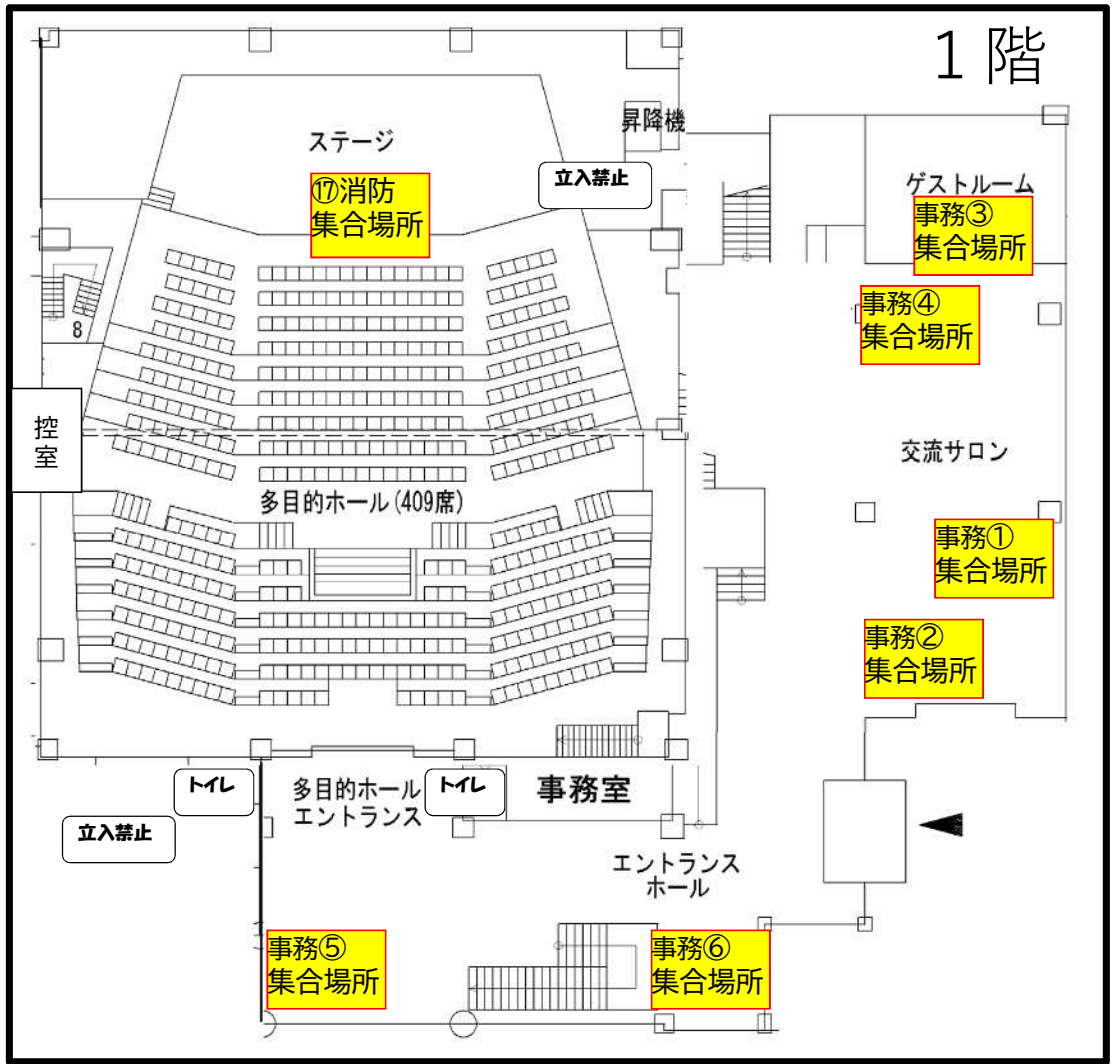 １階
昇降機
ステージ
立入禁止
⑰消防
集合場所
ゲストルーム
事務③
集合場所
事務④
集合場所
8
控
室
交流サロン
多目的ホール(409席)
事務①
集合場所
事務②
集合場所
トイレ
多目的ホール
エントランス
トイレ
事務室
立入禁止
エントランス
ホール
事務⑤
集合場所
事務⑥
集合場所